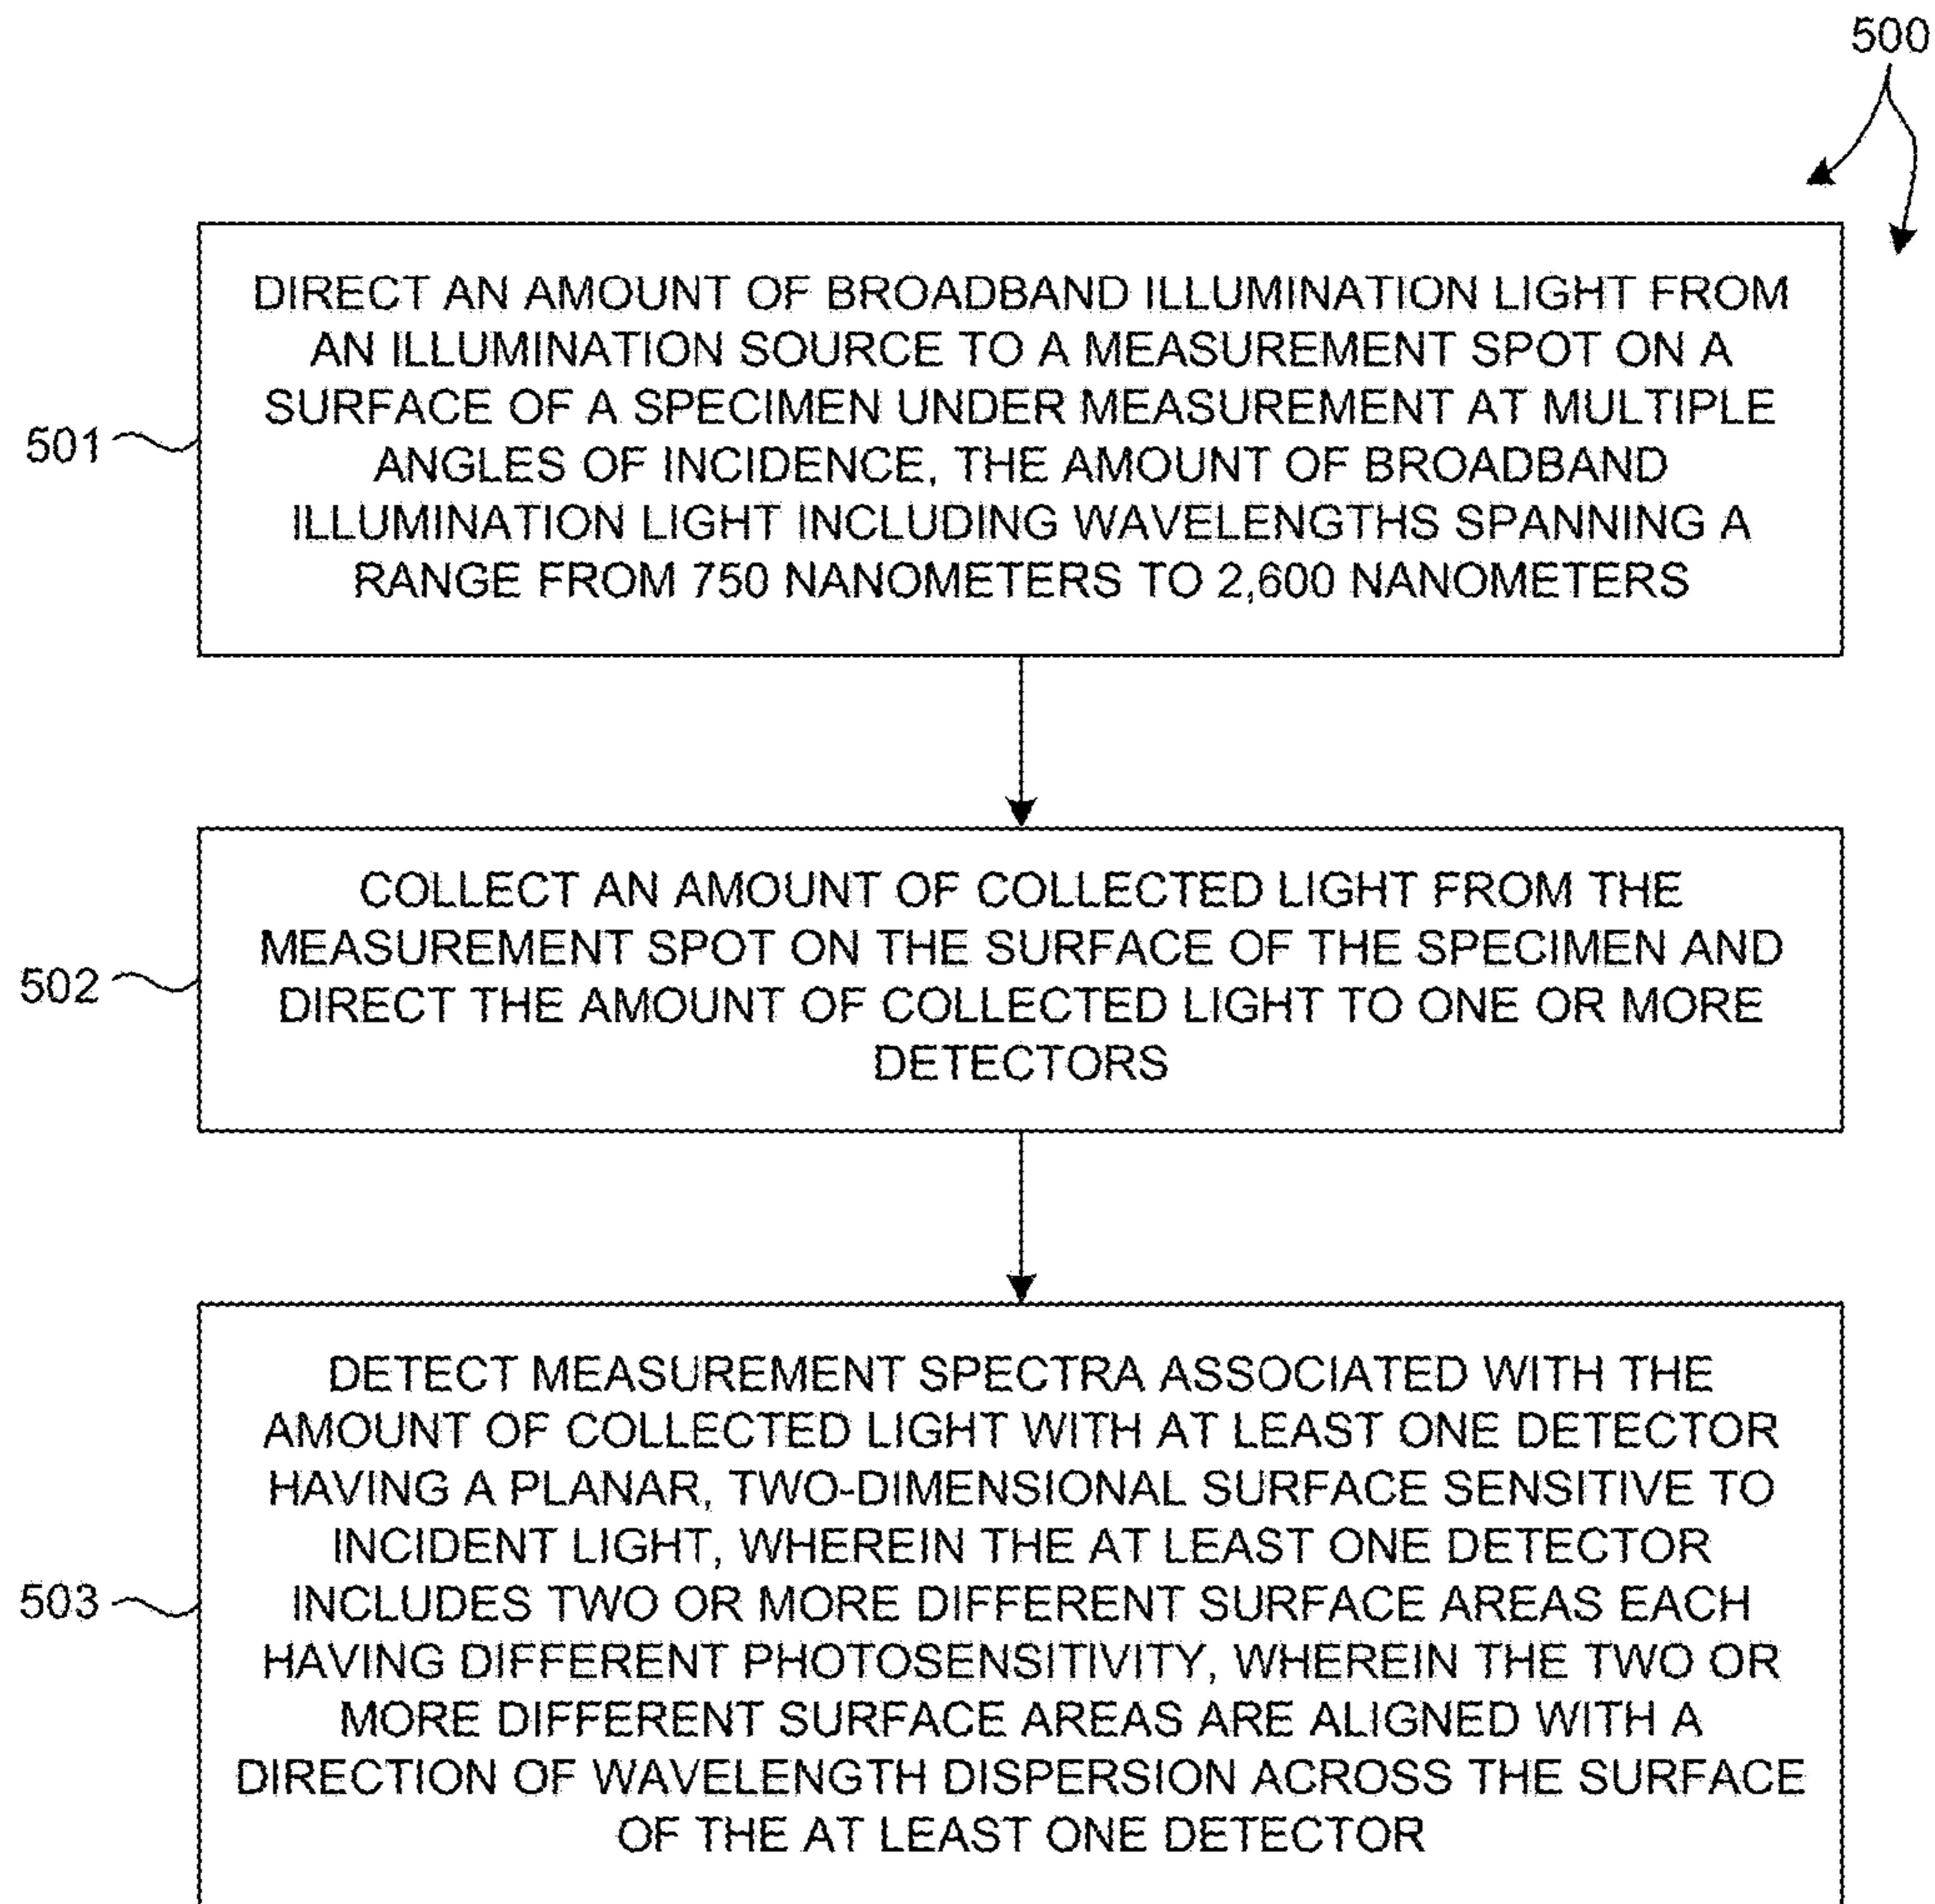 500
501
DIRECT AN AMOUNT OF BROADBAND ILLUMINATION LIGHT FROM
AN ILLUMINATION SOURCE TO A MEASUREMENT SPOT ON A
SURFACE OF A SPECIMEN UNDER MEASUREMENT AT MULTIPLE
ANGLES OF INCIDENCE, THE AMOUNT OF BROADBAND
ILLUMINATION LIGHT INCLUDING WAVELENGTHS SPANNING A
RANGE FROM 750 NANOMETERS TO 2,600 NANOMETERS
502
COLLECT AN AMOUNT OF COLLECTED LIGHT FROM THE
MEASUREMENT SPOT ON THE SURFACE OF THE SPECIMEN AND
DIRECT THE AMOUNT OF COLLECTED LIGHT TO ONE OR MORE
DETECTORS
503
DETECT MEASUREMENT SPECTRA ASSOCIATED WITH THE
AMOUNT OF COLLECTED LIGHT WITH AT LEAST ONE DETECTOR
HAVING A PLANAR, TWO-DIMENSIONAL SURFACE SENSITIVE TO
INCIDENT LIGHT, WHEREIN THE AT LEAST ONE DETECTOR
INCLUDES TWO OR MORE DIFFERENT SURFACE AREAS EACH
HAVING DIFFERENT PHOTOSENSITIVITY, WHEREIN THE TWO OR
MORE DIFFERENT SURFACE AREAS ARE ALIGNED WITH A
DIRECTION OF WAVELENGTH DISPERSION ACROSS THE SURFACE
OF THE AT LEAST ONE DETECTOR